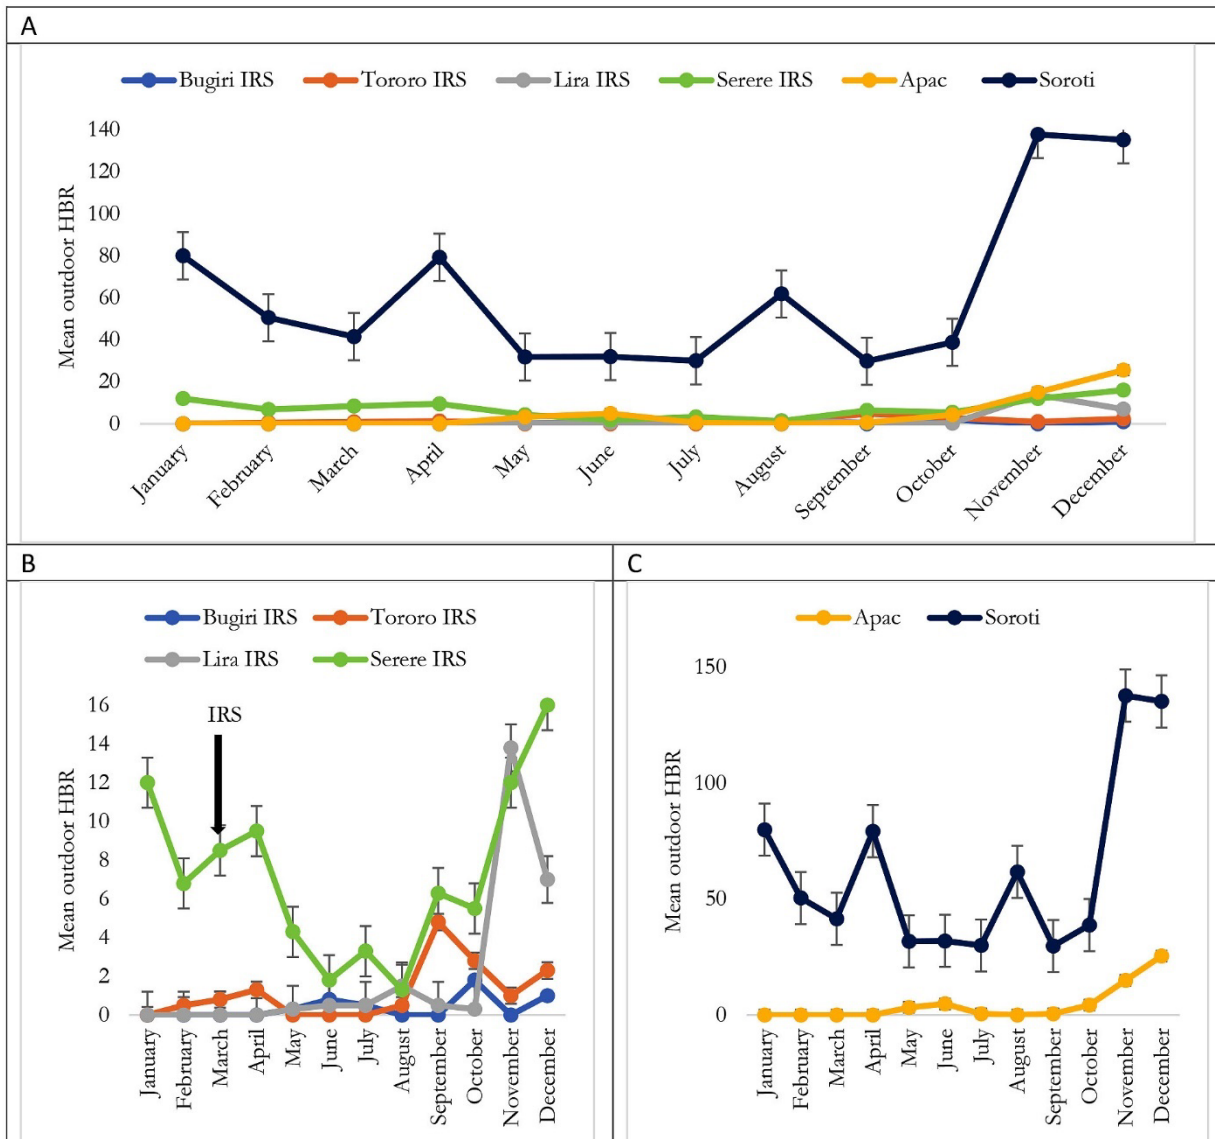 A
Bugiri IRS Tororo IRS Lira IRS Serere IRS Apac Soroti
Mean outdoor HBR
140
120
100
80
60
40
20
0
January February March April May June July August September October November December
B
Bugiri IRS Tororo IRS
Lira IRS Serere IRS
Mean outdoor HBR
16
14
12
10
8
6
4
2
0
IRS
January February March April May June July August September October November December
C
Apac Soroti
Mean outdoor HBR
150
100
50
0
January February March April May June July August September October November December